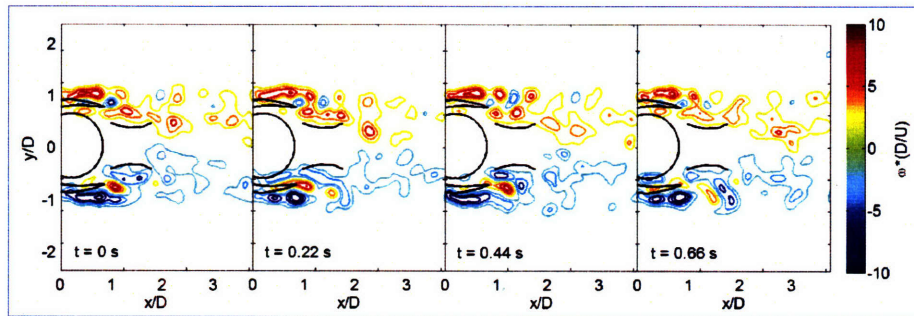 2
1
0
-1
-2
y/D
t = 0 s
t = 0.22 s
t = 0.44 s
t = 0.66 s
0 1 2 3
0 1 2 3
0 1 2 3
0 1 2 3
x/D
x/D
x/D
x/D
10
5
0
-5
-10
ω*(D/U)